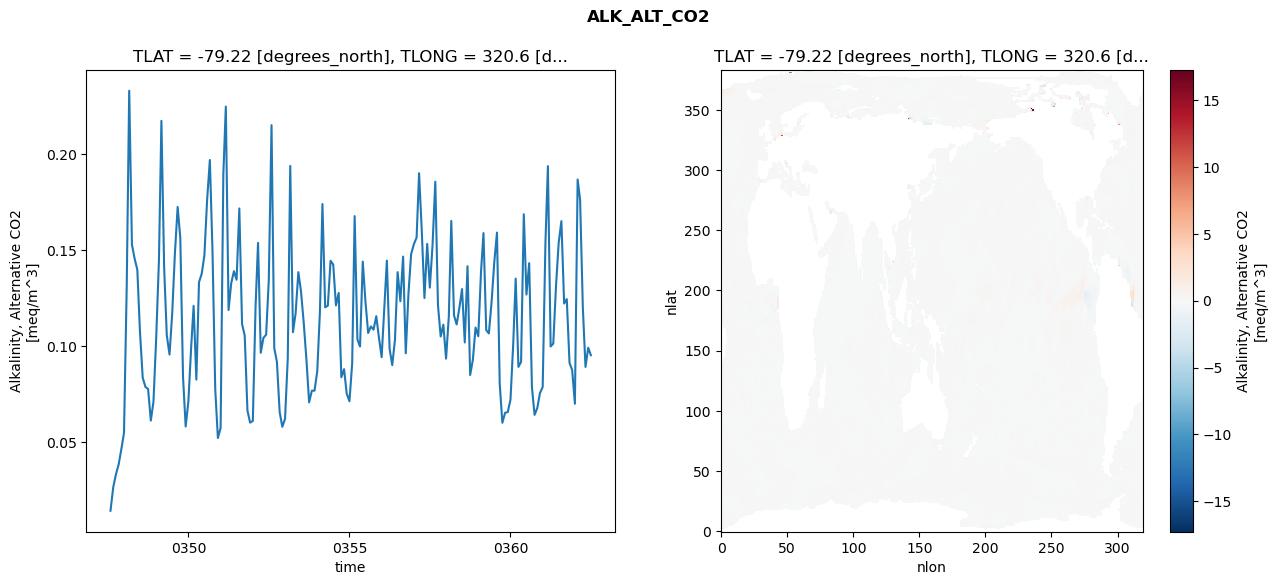 ALK_ALT_CO2
TLAT = -79.22 [degrees_north], TLONG = 320.6 [d...
Alkalinity, Alternative CO2
[meq/m^3]
0.20
0.15
0.10
0.05
0350
0355
0360
time
TLAT = -79.22 [degrees_north], TLONG = 320.6 [d...
nlat
350
300
250
200
150
100
50
0
0
50
100
150
200
250
300
nlon
15
10
5
0
−5
−10
−15
Alkalinity, Alternative CO2
[meq/m^3]